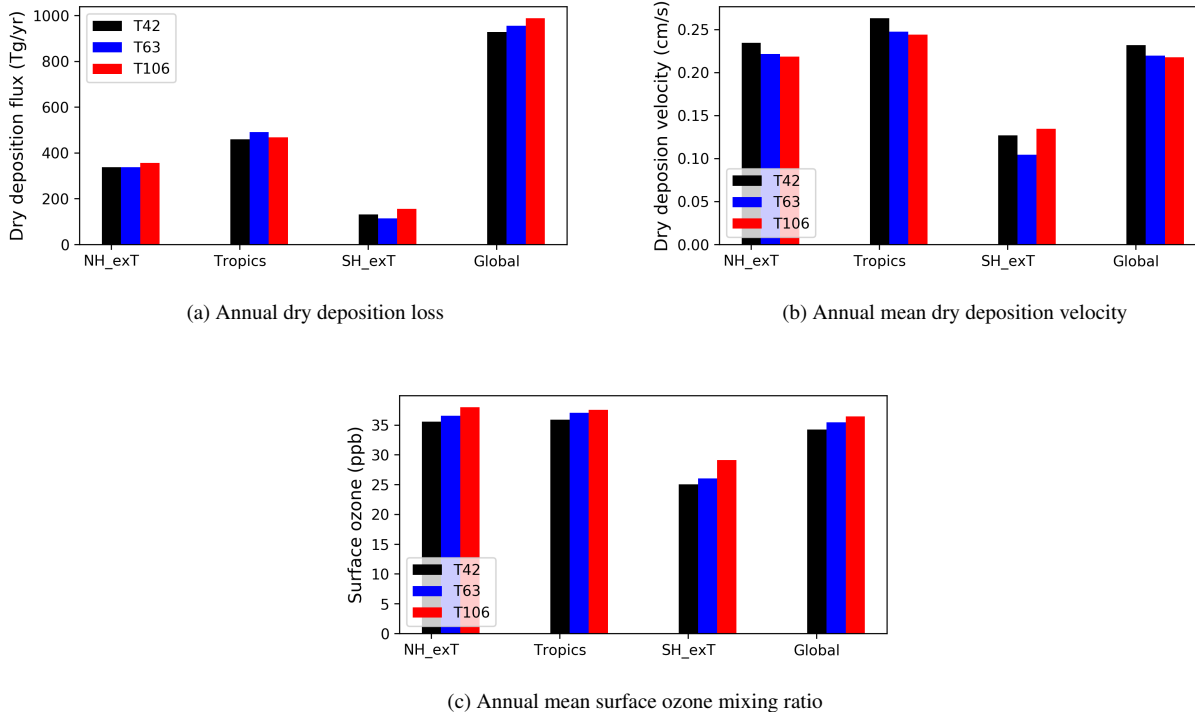 Dry deposition flux (Tg/yr)
1000
800
600
400
200
0
T42
T63
T106
NH_exT
Tropics
SH_exT
Global
(a) Annual dry deposition loss
Dry deposion velocity (cm/s)
0.25
0.20
0.15
0.10
0.05
0.00
T42
T63
T106
NH_exT
Tropics
SH_exT
Global
(b) Annual mean dry deposition velocity
Surface ozone (ppb)
35
30
25
20
15
10
5
0
T42
T63
T106
NH_exT
Tropics
SH_exT
Global
(c) Annual mean surface ozone mixing ratio